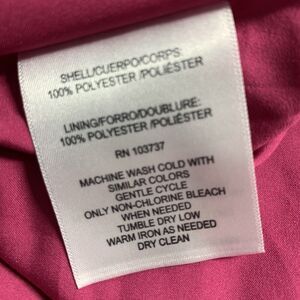 SHELL/CUERPO/CORPS:
100% POLYESTER /POLIÉSTER
LINING/FORRO/DOUBLURE:
100% POLYESTER /POLIÉSTER
RN 103737
MACHINE WASH COLD WITH
SIMILAR COLORS
GENTLE CYCLE
ONLY NON-CHLORINE BLEACH
WHEN NEEDED
TUMBLE DRY LOW
WARM IRON AS NEEDED
DRY CLEAN